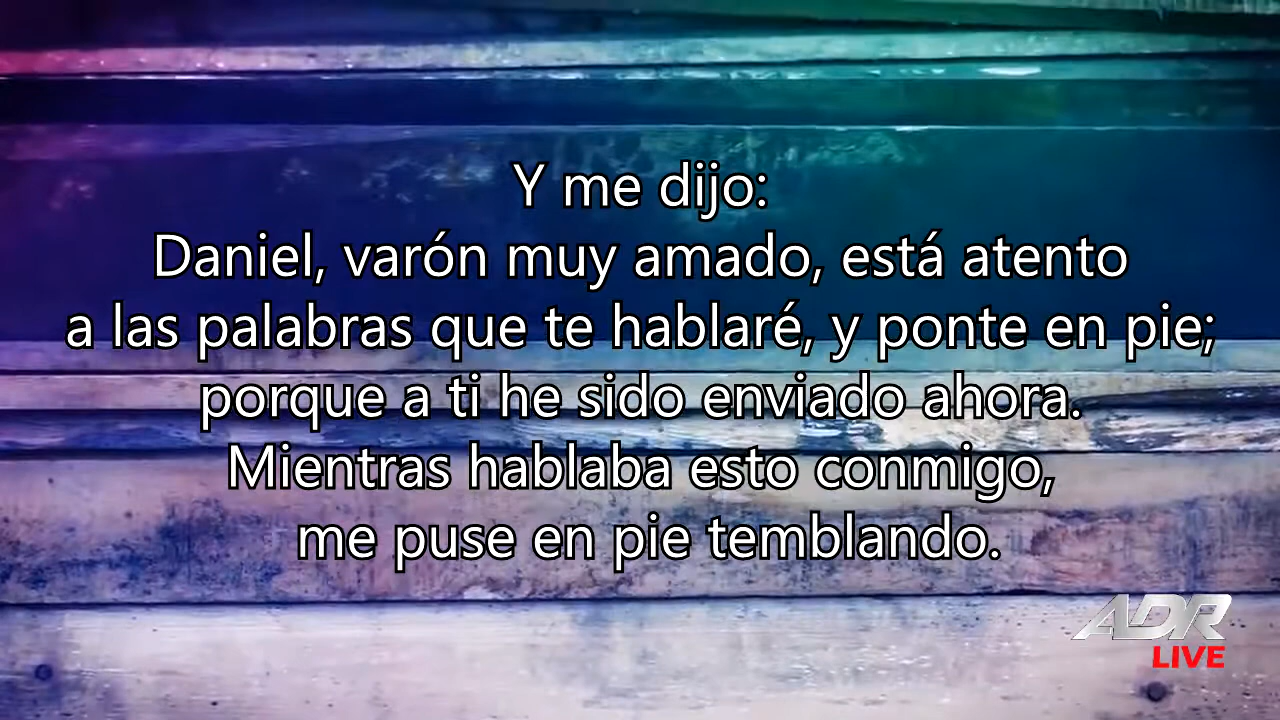 Y me dijo:
Daniel, varón muy amado, está atento
a las palabras que te hablaré, y ponte en pie;
porque a ti he sido enviado ahora.
Mientras hablaba esto conmigo,
me puse en pie temblando.
ADR
LIVE